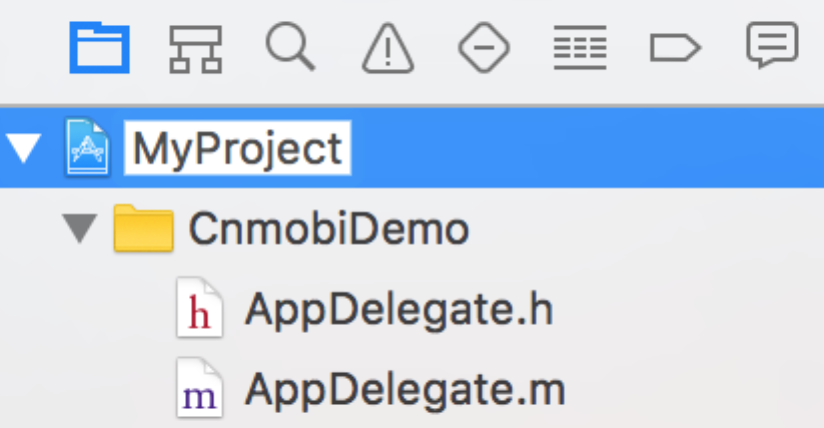 MyProject
CnmobiDemo
h AppDelegate.h
m AppDelegate.m